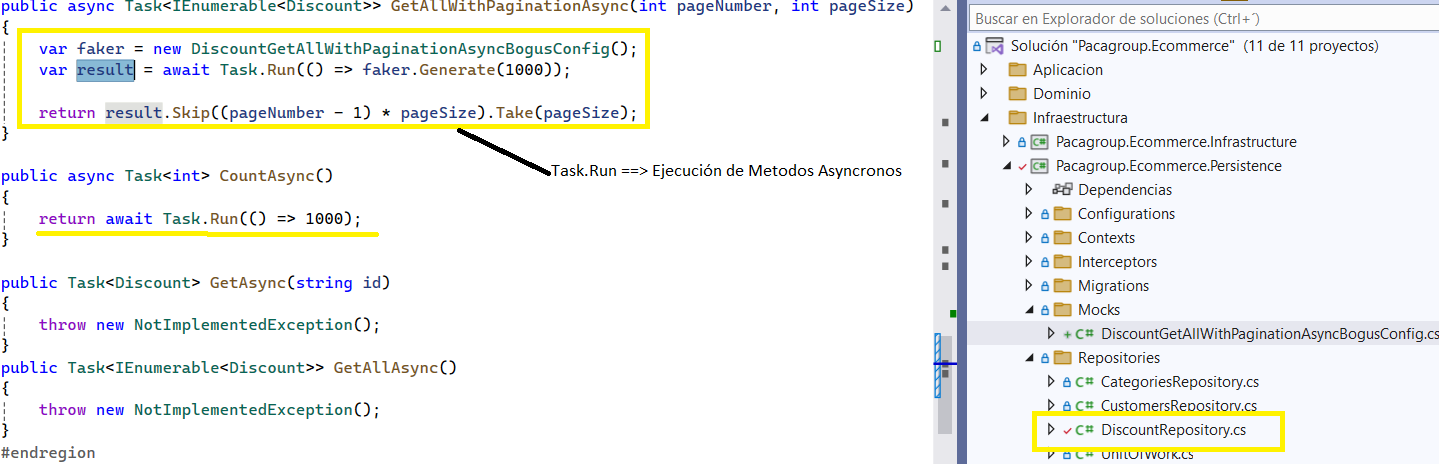 public async Task<IEnumerable<Discount>> GetAllWithPaginationAsync(int pageNumber, int pageSize)
{
var faker = new DiscountGetAllWithPaginationAsyncBogusConfig();
var result = await Task.Run(() => faker.Generate(1000));
return result.Skip((pageNumber - 1) * pageSize).Take(pageSize);
}
Task.Run ==> Ejecución de Metodos Asyncronos
public async Task<int> CountAsync()
{
return await Task.Run(() => 1000);
}
public Task<Discount> GetAsync(string id)
{
throw new NotImplementedException();
}
public Task<IEnumerable<Discount>> GetAllAsync()
{
throw new NotImplementedException();
}
#endregion
Buscar en Explorador de soluciones (Ctrl+´)
Solución "Pacagroup.Ecommerce" (11 de 11 proyectos)
Aplicacion
Dominio
Infraestructura
C# Pacagroup.Ecommerce.Infrastructure
C# Pacagroup.Ecommerce.Persistence
Dependencias
Configurations
Contexts
Interceptors
Migrations
Mocks
+ C# DiscountGetAllWithPaginationAsyncBogusConfig.cs
Repositories
C# CategoriesRepository.cs
C# CustomersRepository.cs
C# DiscountRepository.cs
C# UnitOfWork.cs